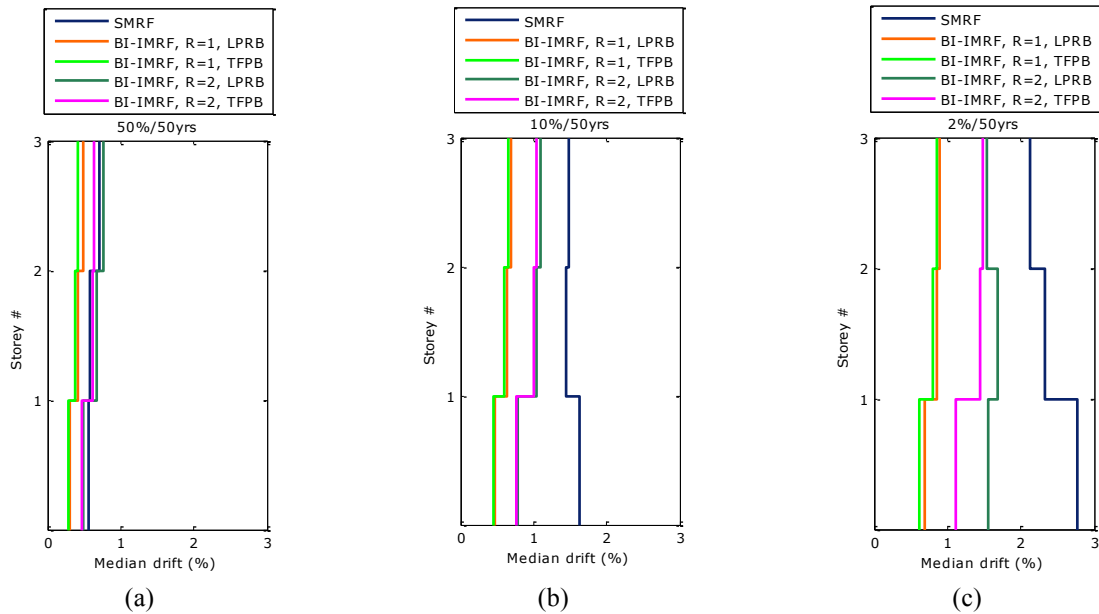 SMRF
BI-IMRF, R=1, LPRB
BI-IMRF, R=1, TFPB
BI-IMRF, R=2, LPRB
BI-IMRF, R=2, TFPB
50%/50yrs
3
2
1
Storey #
0 1 2 3
Median drift (%)
(a)
SMRF
BI-IMRF, R=1, LPRB
BI-IMRF, R=1, TFPB
BI-IMRF, R=2, LPRB
BI-IMRF, R=2, TFPB
10%/50yrs
3
2
1
Storey #
0 1 2 3
Median drift (%)
(b)
SMRF
BI-IMRF, R=1, LPRB
BI-IMRF, R=1, TFPB
BI-IMRF, R=2, LPRB
BI-IMRF, R=2, TFPB
2%/50yrs
3
2
1
Storey #
0 1 2 3
Median drift (%)
(c)